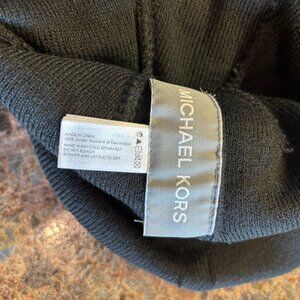 MADE IN CHINA
100% Acrylic Exclusive of Decoration
HAND WASH COLD SEPARATELY
DO NOT BLEACH
RESHAPE AND LAY FLAT TO DRY
MICHAEL KORS